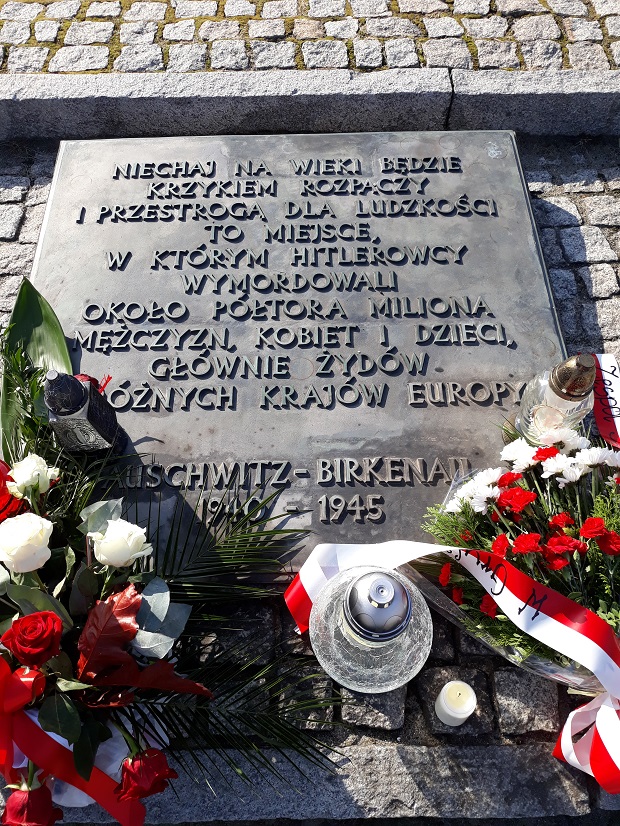 NIECHAJ NA WIEKI BĘDZIE
KRZYKIEM ROZPACZY
I PRZESTROGĄ DLA LUDZKOŚCI
TO MIEJSCE,
W KTÓRYM HITLEROWCY
WYMORDOWALI
OKOŁO PÓŁTORA MILIONA
MĘŻCZYZN, KOBIET I DZIECI,
GŁÓWNIE ŻYDÓW
RÓŻNYCH KRAJÓW EUROPY
AUSCHWITZ-BIRKENAU
1940 - 1945